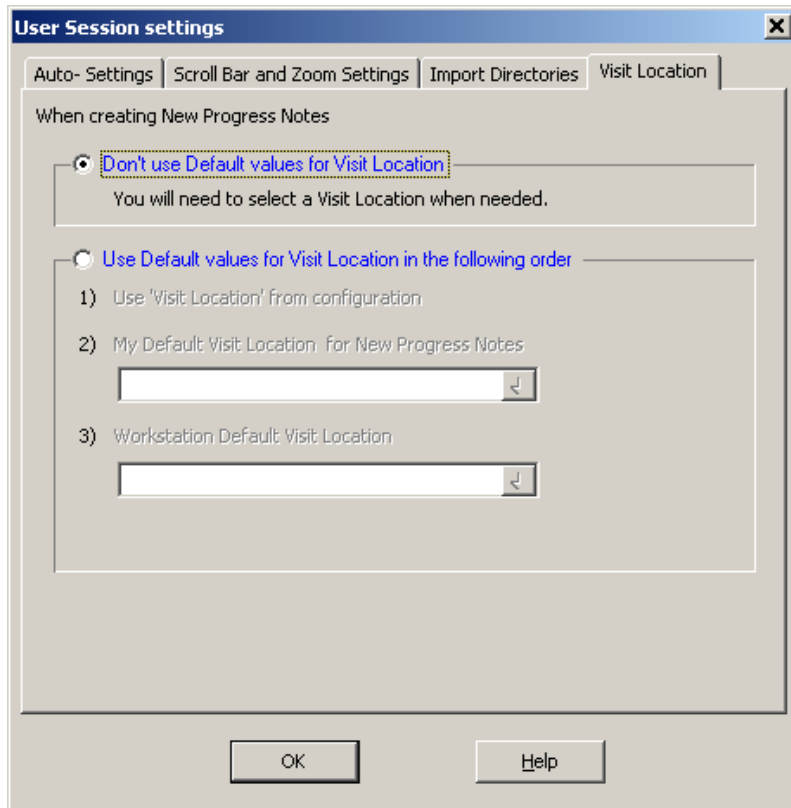 User Session settings
Auto- Settings
Scroll Bar and Zoom Settings
Import Directories
Visit Location
When creating New Progress Notes
Don't use Default values for Visit Location
You will need to select a Visit Location when needed.
Use Default values for Visit Location in the following order
1) Use 'Visit Location' from configuration
2) My Default Visit Location for New Progress Notes
3) Workstation Default Visit Location
OK
Help